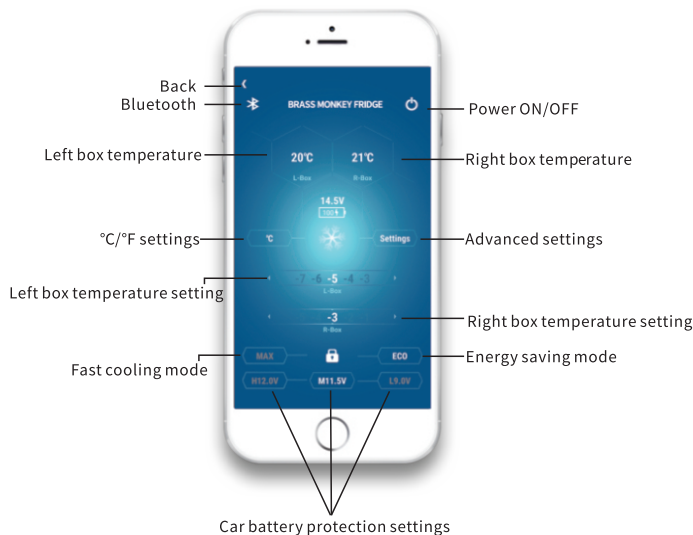 Back
Bluetooth
BRASS MONKEY FRIDGE
Power ON/OFF
Left box temperature
20℃
21℃
Right box temperature
L-Box
R-Box
14.5V
100
℃/℉ settings
℃
Settings
Advanced settings
-7 -6 -5 -4 -3
L-Box
Left box temperature setting
-3
R-Box
Right box temperature setting
MAX
ECO
Energy saving mode
Fast cooling mode
H12.0V
M11.5V
L9.0V
Car battery protection settings